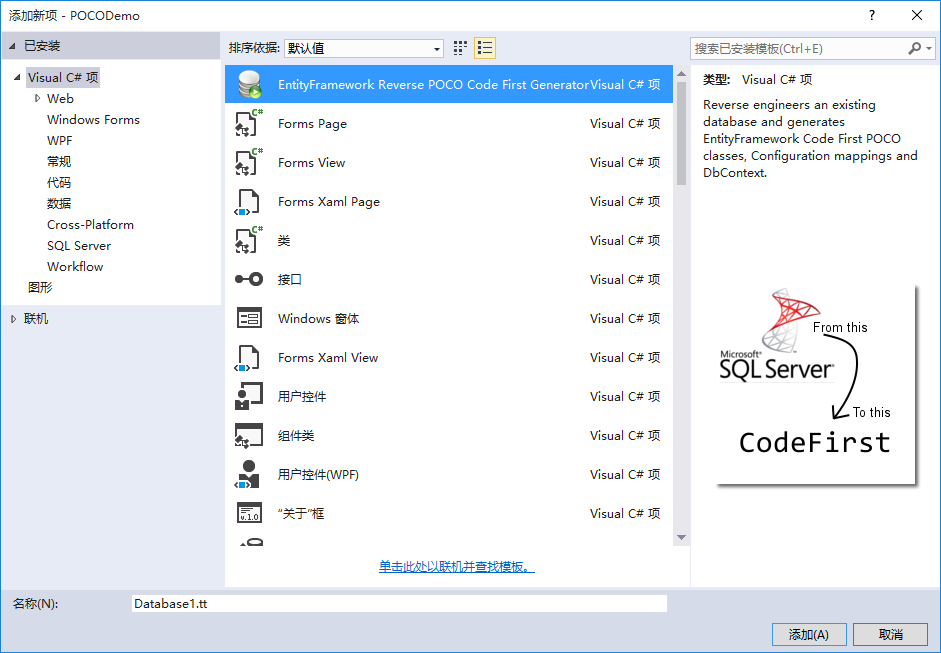 添加新项 - POCODemo
?
已安装
排序依据: 默认值
搜索已安装模板(Ctrl+E)
Visual C# 项
Web
Windows Forms
WPF
常规
代码
数据
Cross-Platform
SQL Server
Workflow
图形
联机
EntityFramework Reverse POCO Code First Generator Visual C# 项
Forms Page Visual C# 项
Forms View Visual C# 项
Forms Xaml Page Visual C# 项
类 Visual C# 项
接口 Visual C# 项
Windows 窗体 Visual C# 项
Forms Xaml View Visual C# 项
用户控件 Visual C# 项
组件类 Visual C# 项
用户控件(WPF) Visual C# 项
“关于”框 Visual C# 项
v.1.0
单击此处以联机并查找模板。
类型: Visual C# 项
Reverse engineers an existing
database and generates
EntityFramework Code First POCO
classes, Configuration mappings and
DbContext.
From this
Microsoft®
SQL Server
To this
CodeFirst
名称(N): Database1.tt
添加(A) 取消